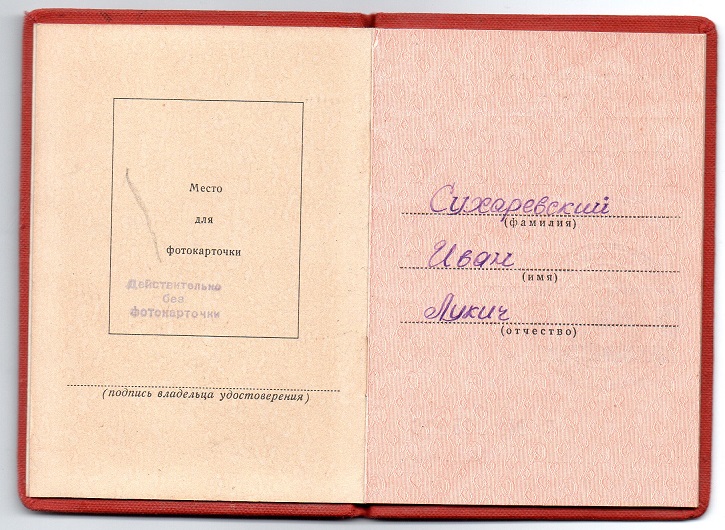 Место
для
фотокарточки
Действительно
без
фотокарточки
(подпись владельца удостоверения)
Сухаревский
(фамилия)
Иван
(имя)
Лукич
(отчество)